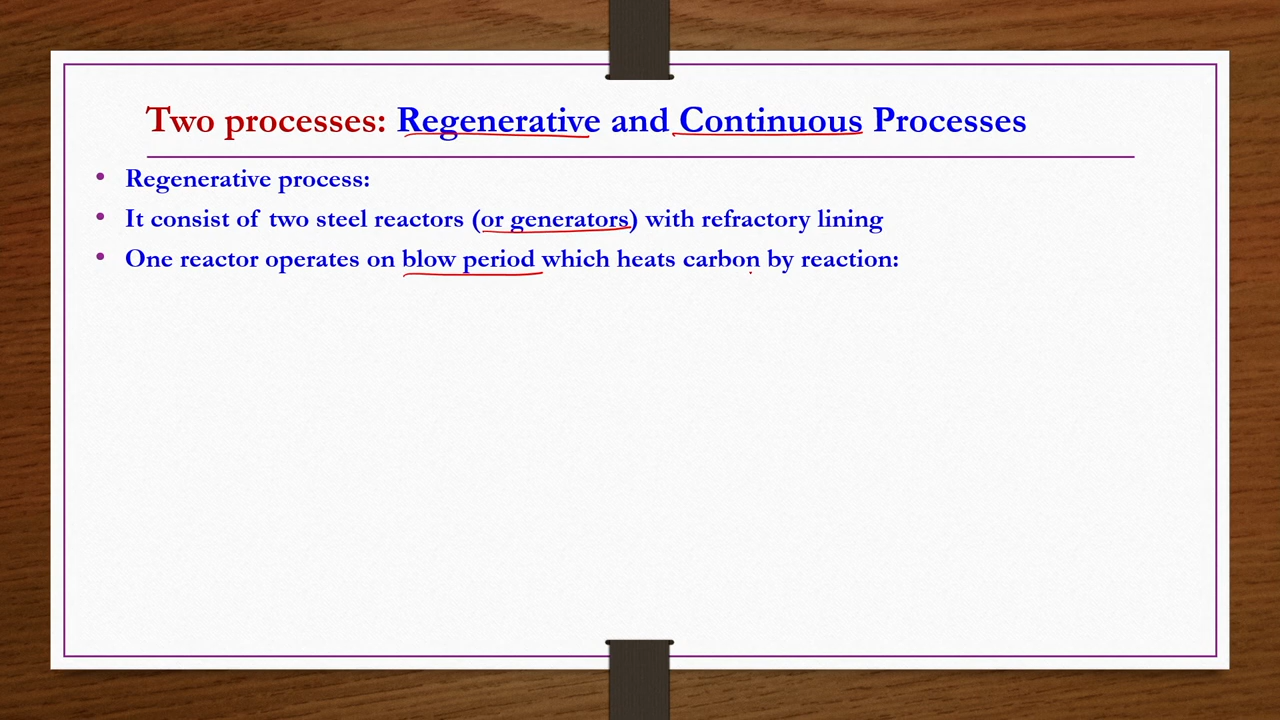 Two processes: Regenerative and Continuous Processes
• Regenerative process:
• It consist of two steel reactors (or generators) with refractory lining
• One reactor operates on blow period which heats carbon by reaction: